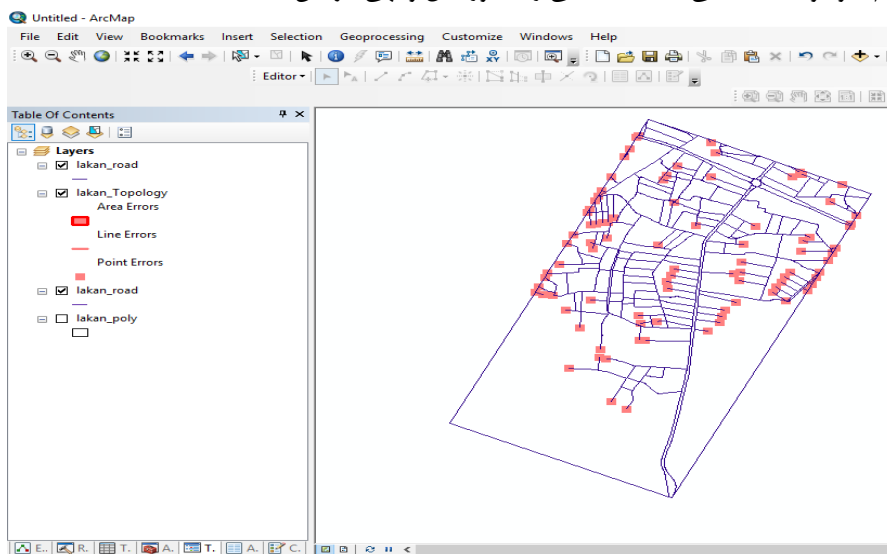 Untitled - ArcMap
File Edit View Bookmarks Insert Selection Geoprocessing Customize Windows Help
Editor
Table Of Contents
Layers
lakan_road
lakan_Topology
Area Errors
Line Errors
Point Errors
lakan_road
lakan_poly
E.. R. T. A. T. A. C.